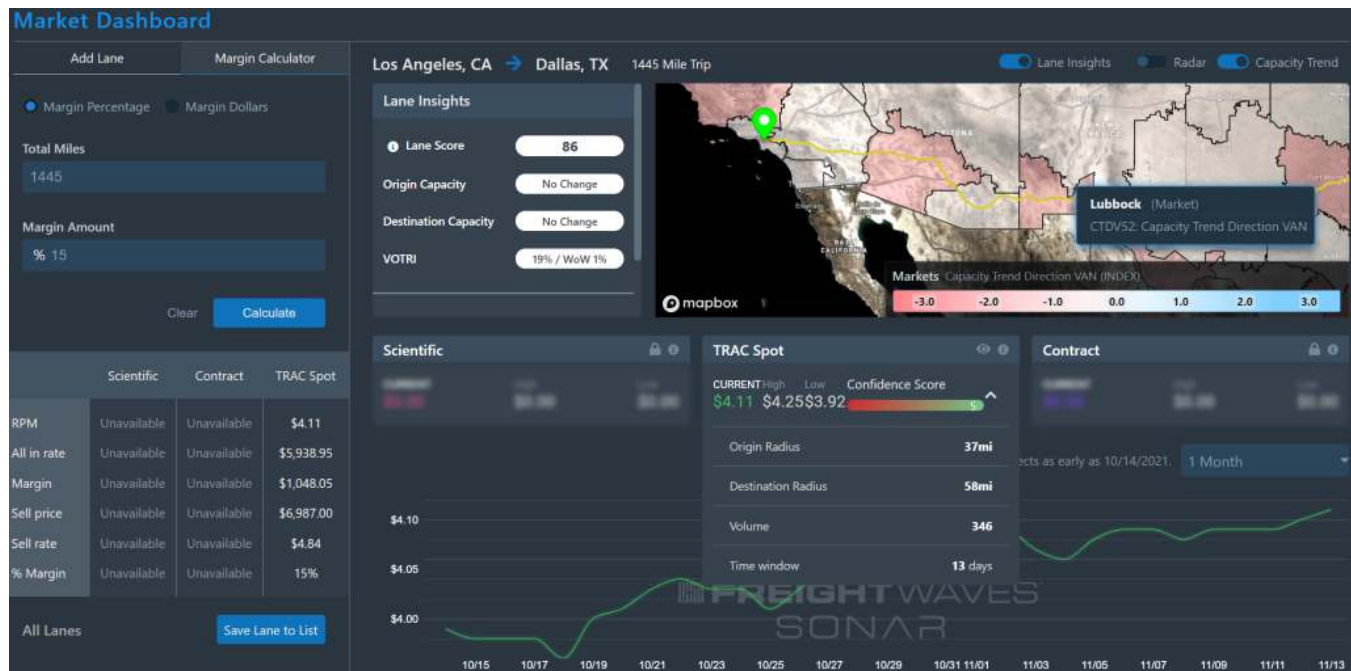 Market Dashboard
Add Lane
Margin Calculator
Margin Percentage
Margin Dollars
Total Miles
1445
Margin Amount
% 15
Clear
Calculate
Scientific Contract TRAC Spot
RPM Unavailable Unavailable $4.11
All in rate Unavailable Unavailable $5,938.95
Margin Unavailable Unavailable $1,048.05
Sell price Unavailable Unavailable $6,987.00
Sell rate Unavailable Unavailable $4.84
% Margin Unavailable Unavailable 15%
All Lanes
Save Lane to List
Los Angeles, CA → Dallas, TX 1445 Mile Trip
Lane Insights Radar Capacity Trend
Lane Insights
Lane Score 86
Origin Capacity No Change
Destination Capacity No Change
VOTRI 19% / WoW 1%
ARIZONA
BAJA
CALIFORNIA
Lubbock (Market)
CTDV52: Capacity Trend Direction VAN
Markets Capacity Trend Direction VAN (INDEX)
-3.0 -2.0 -1.0 0.0 1.0 2.0 3.0
mapbox
Scientific
TRAC Spot
CURRENT High Low Confidence Score
$4.11 $4.25 $3.92 5
Origin Radius 37mi
Destination Radius 58mi
Volume 346
Time window 13 days
Contract
ects as early as 10/14/2021. 1 Month
$4.10
$4.05
$4.00
FREIGHTWAVES
SONAR
10/15 10/17 10/19 10/21 10/23 10/25 10/27 10/29 10/31 11/01 11/03 11/05 11/07 11/09 11/11 11/13